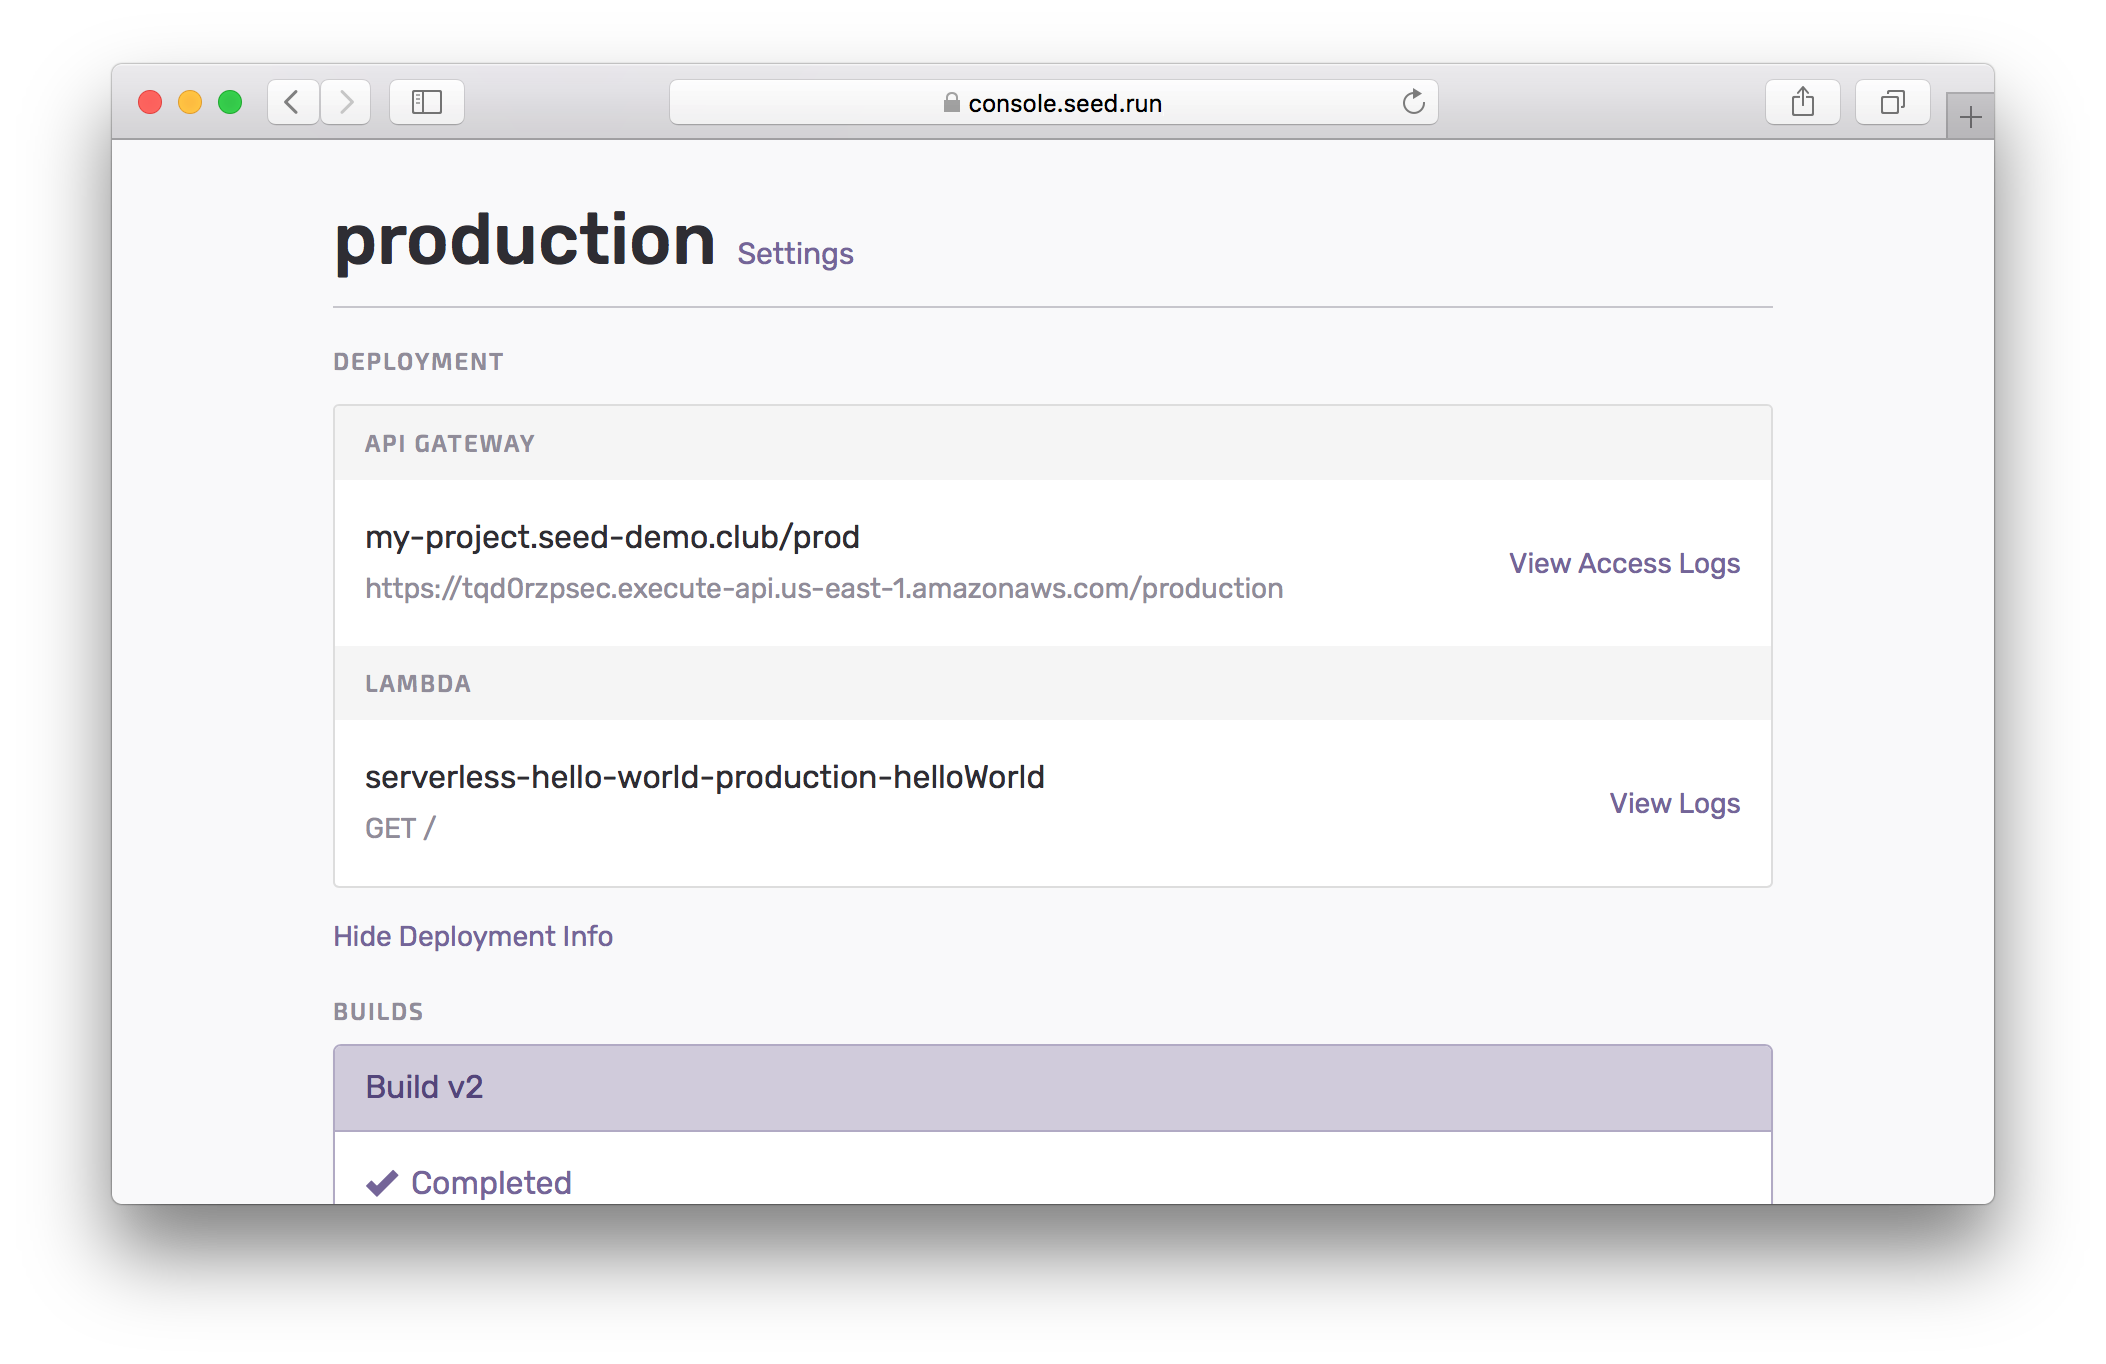 console.seed.run
production Settings
DEPLOYMENT
API GATEWAY
my-project.seed-demo.club/prod
https://tqd0rzpsec.execute-api.us-east-1.amazonaws.com/production
View Access Logs
LAMBDA
serverless-hello-world-production-helloWorld
GET /
View Logs
Hide Deployment Info
BUILDS
Build v2
Completed